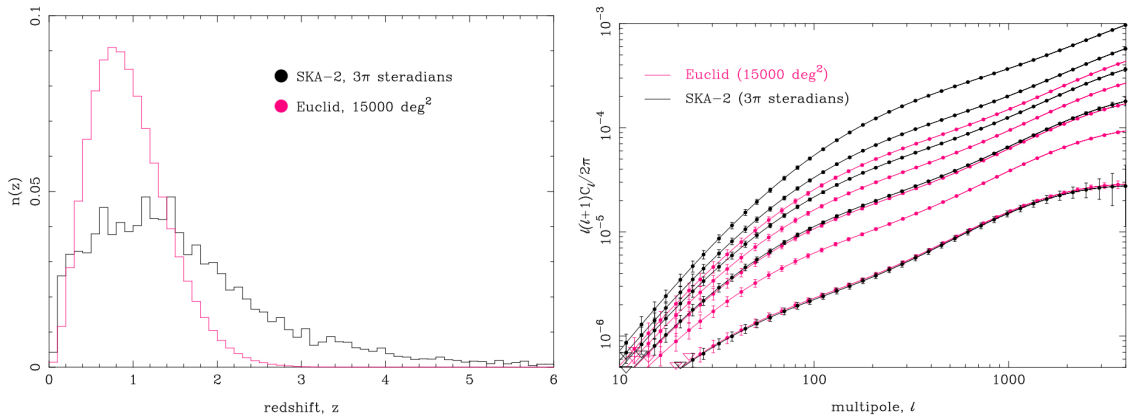 0.1
0.05
0
n(z)
SKA-2, 3π steradians
Euclid, 15000 deg²
0 1 2 3 4 5 6
redshift, z
10⁻³
10⁻⁴
10⁻⁵
10⁻⁶
ℓ(ℓ+1)Cℓ/2π
Euclid (15000 deg²)
SKA-2 (3π steradians)
10 100 1000
multipole, ℓ